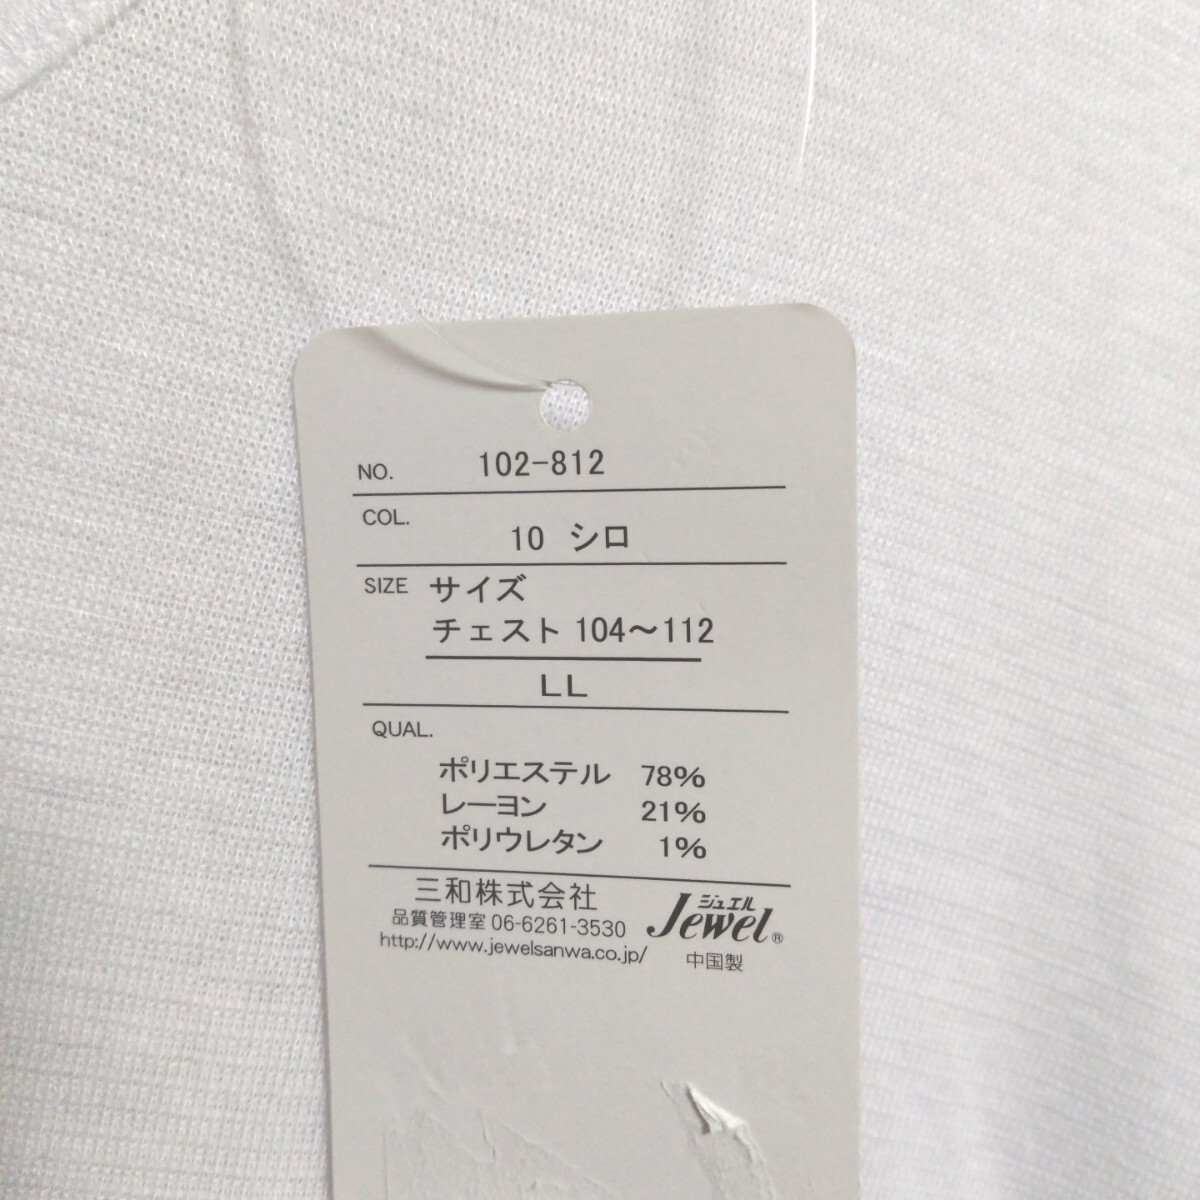 NO. 102-812
COL. 10 シロ
SIZE サイズ
チェスト 104～112
LL
QUAL.
ポリエステル 78%
レーヨン 21%
ポリウレタン 1%
三和株式会社
品質管理室 06-6261-3530
http://www.jewelsanwa.co.jp/
ジュエル
Jewel®
中国製